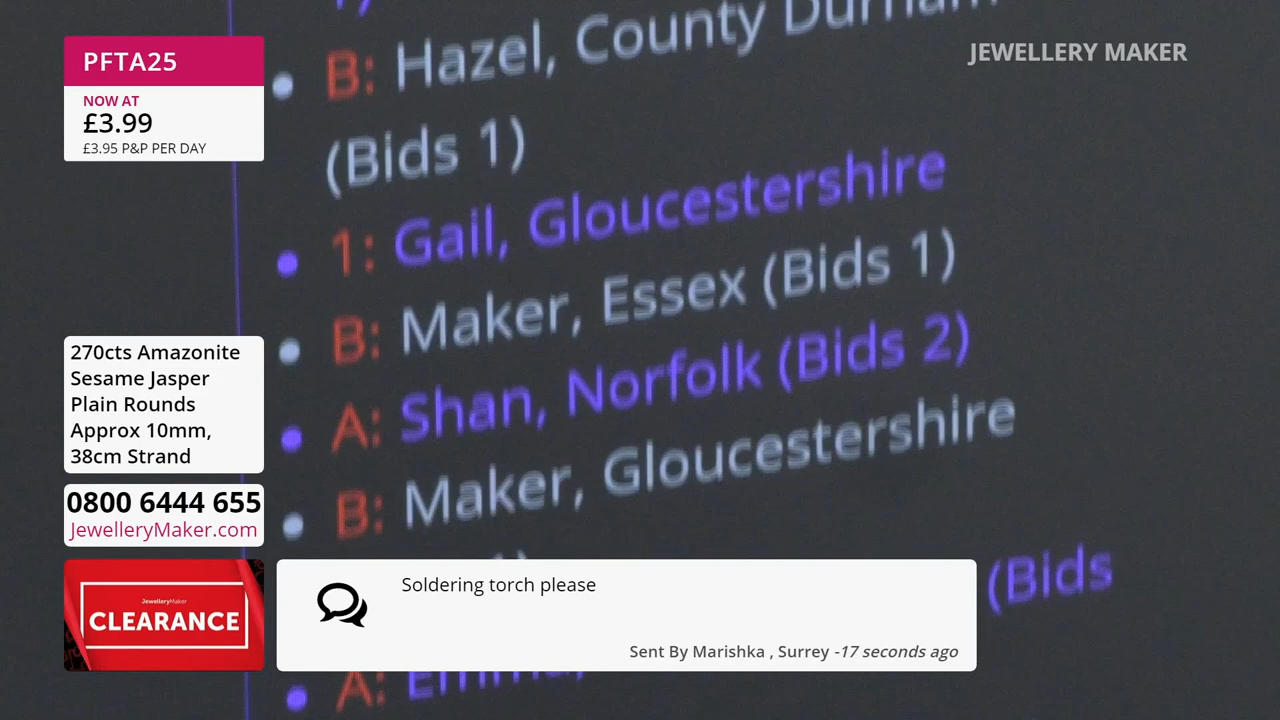 PFTA25
NOW AT
£3.99
£3.95 P&P PER DAY
JEWELLERY MAKER
B: Hazel, County Durham
(Bids 1)
1: Gail, Gloucestershire
B: Maker, Essex (Bids 1)
A: Shan, Norfolk (Bids 2)
B: Maker, Gloucestershire
(Bids
A: Emma,
270cts Amazonite
Sesame Jasper
Plain Rounds
Approx 10mm,
38cm Strand
0800 6444 655
JewelleryMaker.com
JewelleryMaker
CLEARANCE
Soldering torch please
Sent By Marishka , Surrey -17 seconds ago